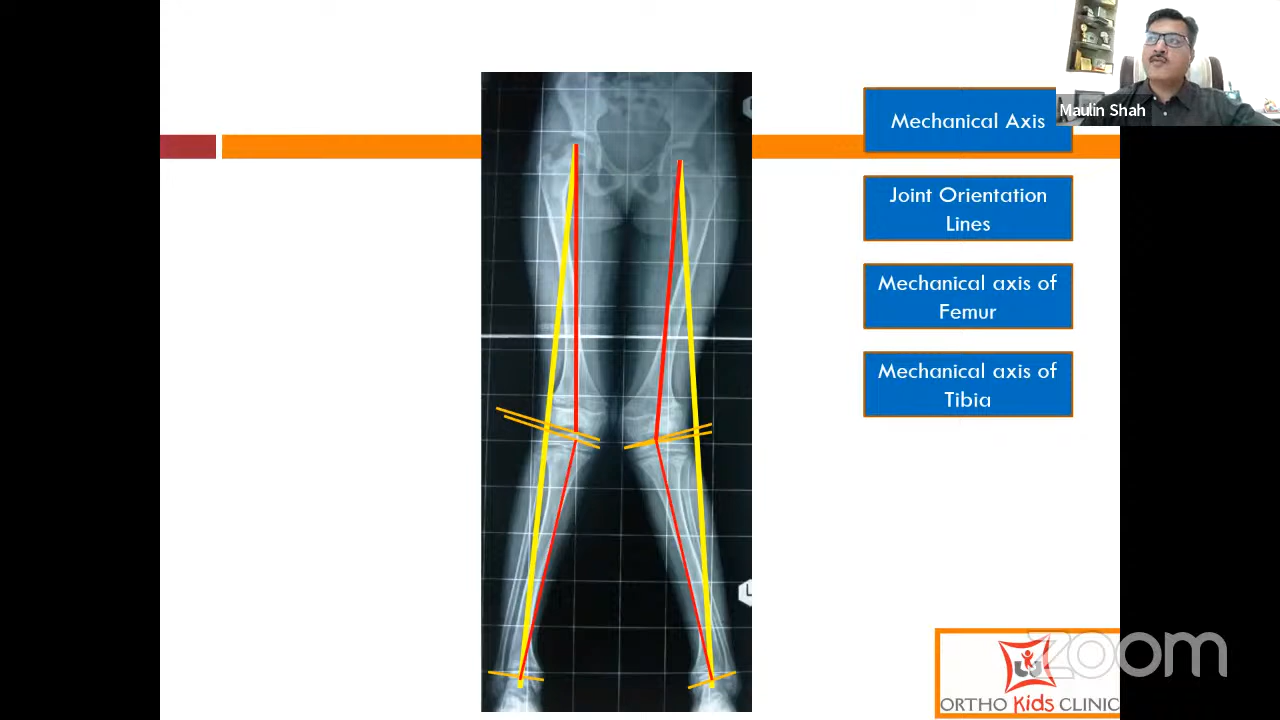 Maulin Shah
Mechanical Axis
Joint Orientation
Lines
Mechanical axis of
Femur
Mechanical axis of
Tibia
L
zoom
ORTHO Kids CLINIC